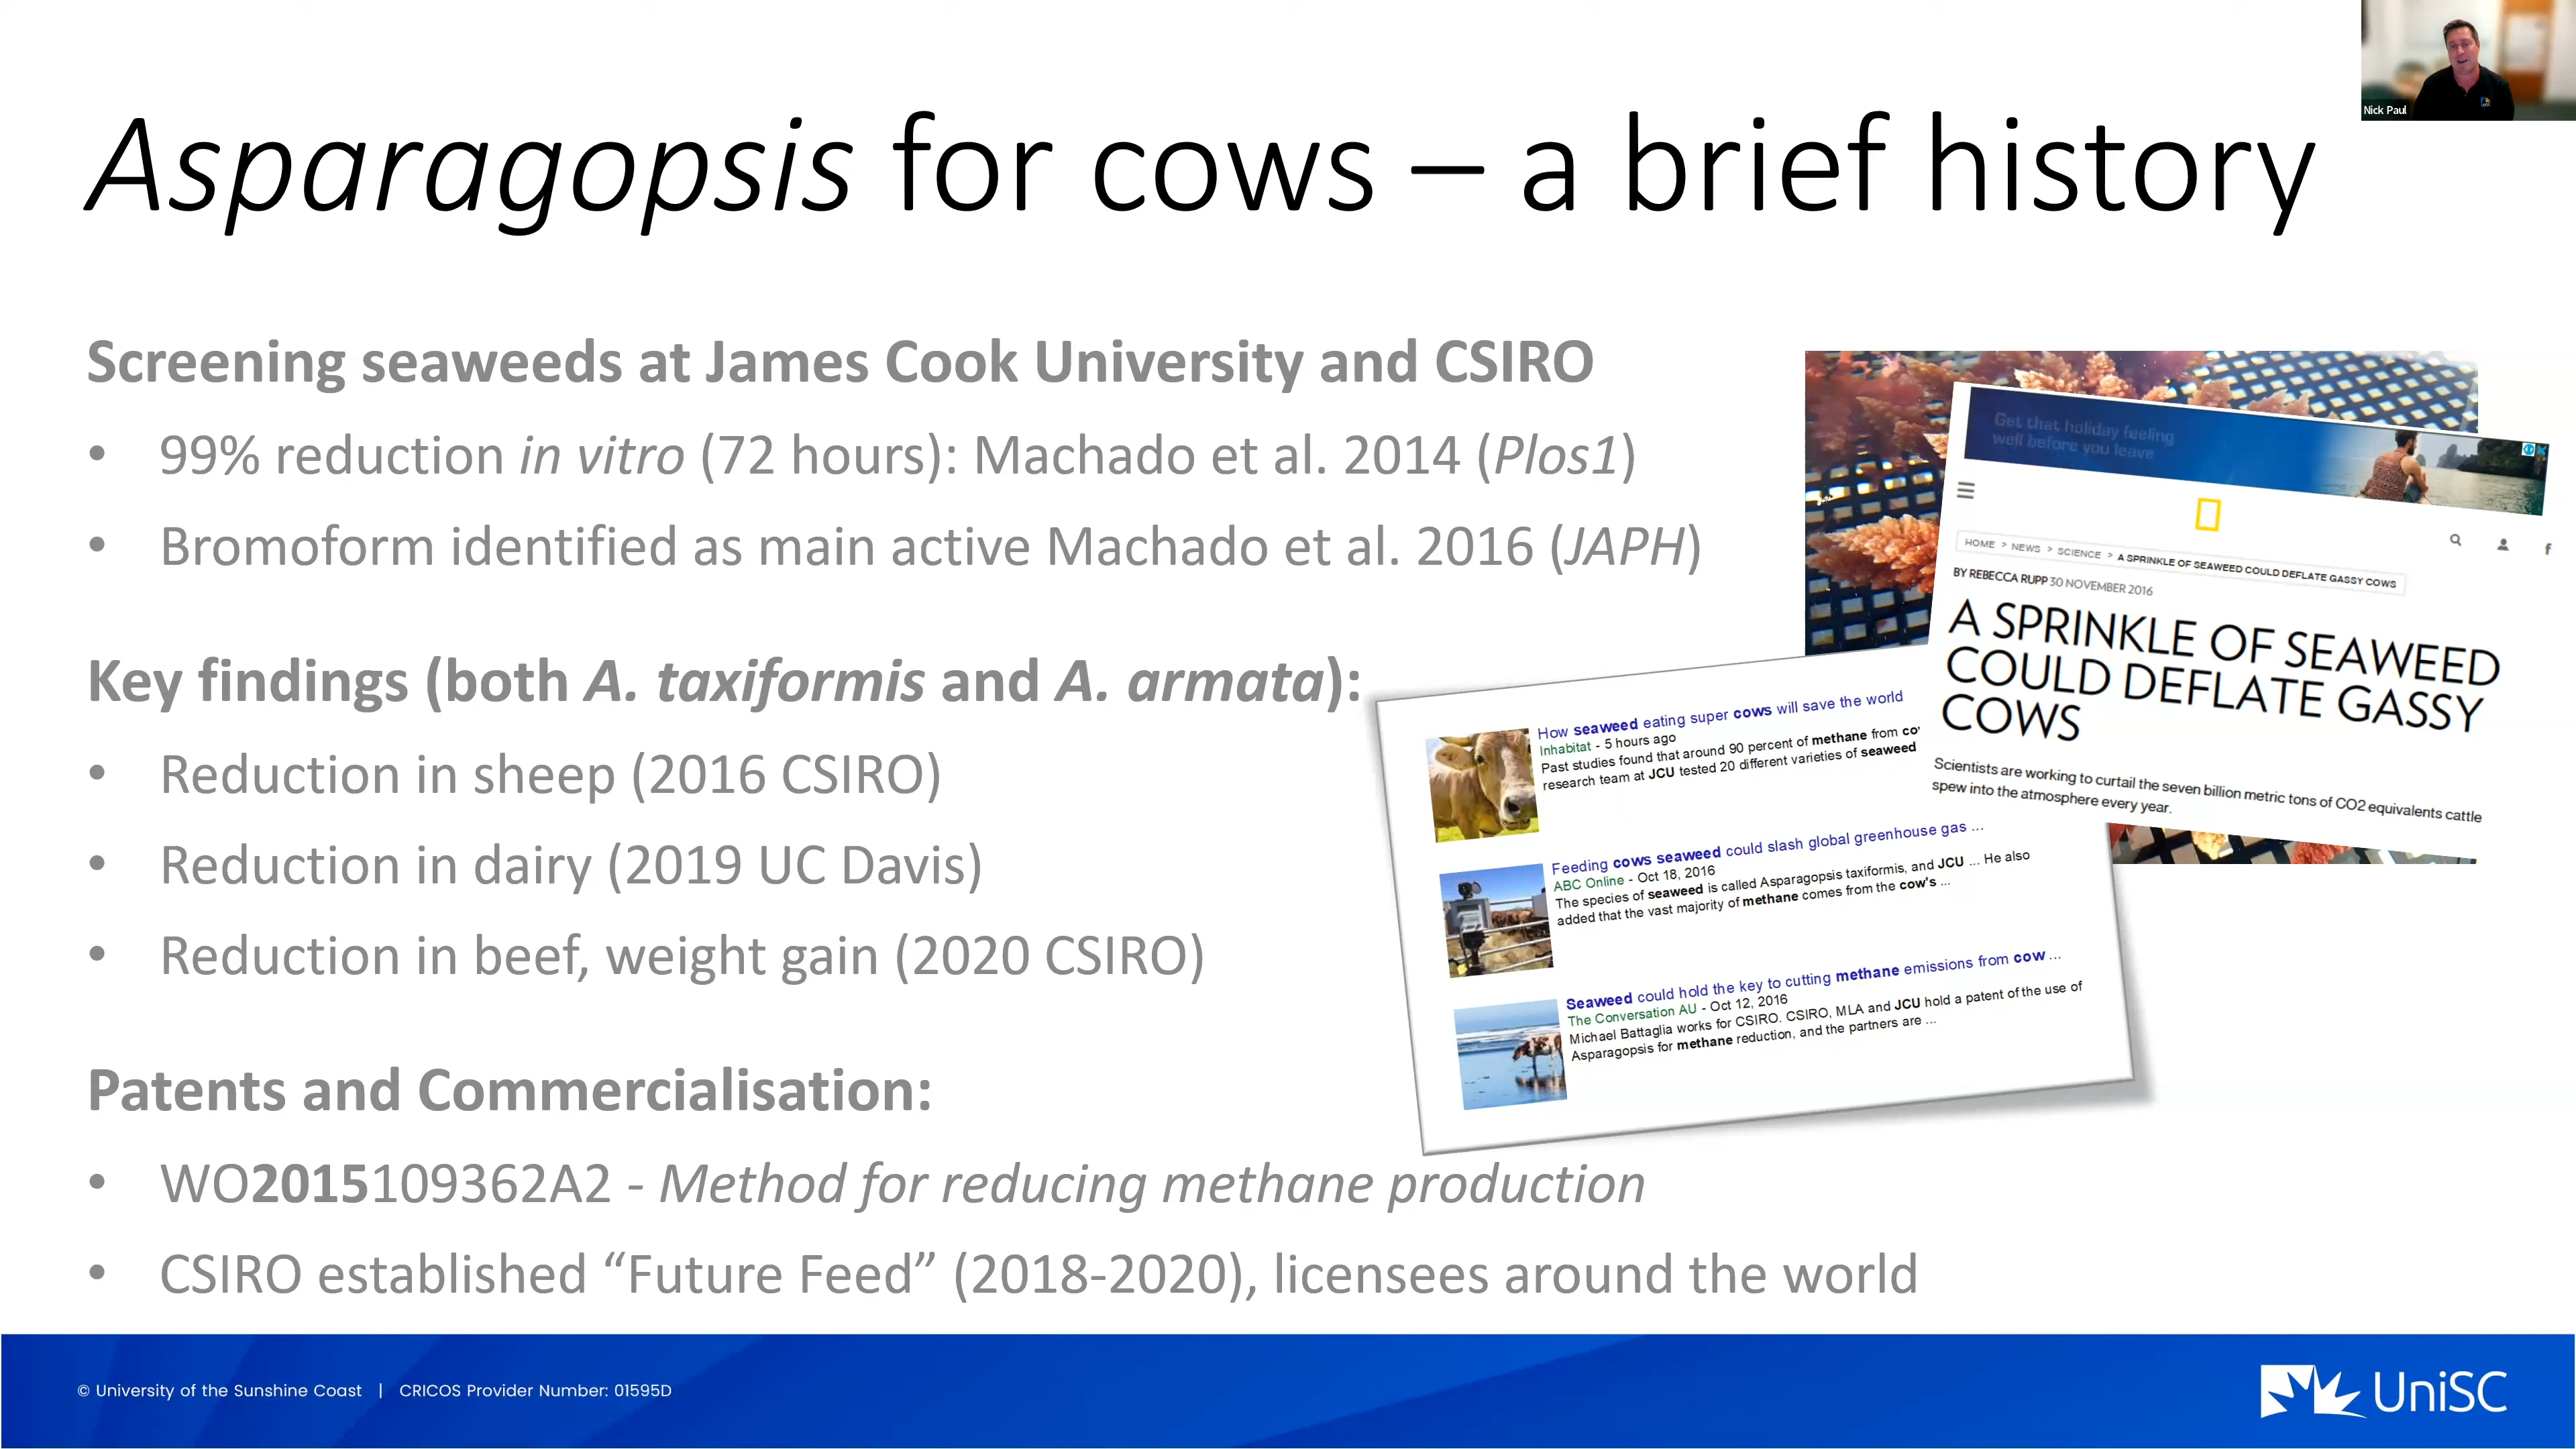 Nick Paul
Asparagopsis for cows – a brief history
Screening seaweeds at James Cook University and CSIRO
• 99% reduction in vitro (72 hours): Machado et al. 2014 (Plos1)
• Bromoform identified as main active Machado et al. 2016 (JAPH)
Key findings (both A. taxiformis and A. armata):
• Reduction in sheep (2016 CSIRO)
• Reduction in dairy (2019 UC Davis)
• Reduction in beef, weight gain (2020 CSIRO)
Patents and Commercialisation:
• WO2015109362A2 - Method for reducing methane production
• CSIRO established “Future Feed” (2018-2020), licensees around the world
Get that holiday feeling
well before you leave
HOME > NEWS > SCIENCE > A SPRINKLE OF SEAWEED COULD DEFLATE GASSY COWS
BY REBECCA RUPP 30 NOVEMBER 2016
A SPRINKLE OF SEAWEED
COULD DEFLATE GASSY
COWS
Scientists are working to curtail the seven billion metric tons of CO2 equivalents cattle
spew into the atmosphere every year.
How seaweed eating super cows will save the world
Inhabitat - 5 hours ago
Past studies found that around 90 percent of methane from
research team at JCU tested 20 different varieties of seaweed
Feeding cows seaweed could slash global greenhouse gas ...
ABC Online - Oct 18, 2016
The species of seaweed is called Asparagopsis taxiformis, and JCU ... He also
added that the vast majority of methane comes from the cow's ...
Seaweed could hold the key to cutting methane emissions from cow ...
The Conversation AU - Oct 12, 2016
Michael Battaglia works for CSIRO. CSIRO, MLA and JCU hold a patent of the use of
Asparagopsis for methane reduction, and the partners are ...
© University of the Sunshine Coast | CRICOS Provider Number: 01595D
UniSC